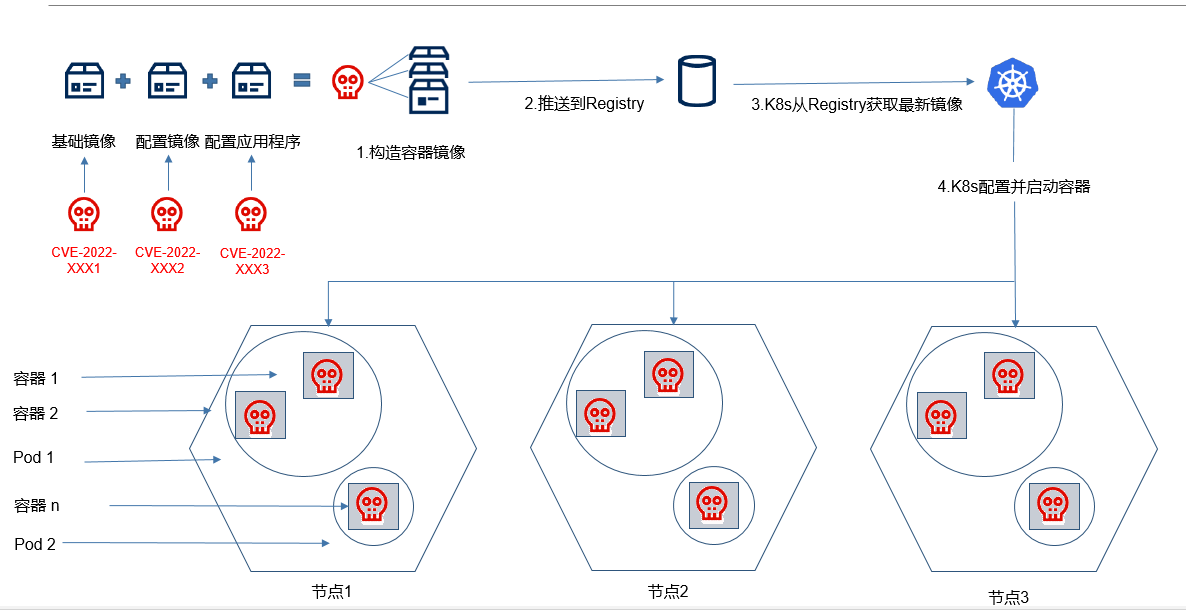 基础镜像
配置镜像
配置应用程序
1.构造容器镜像
2.推送到Registry
3.K8s从Registry获取最新镜像
CVE-2022-
XXX1
CVE-2022-
XXX2
CVE-2022-
XXX3
4.K8s配置并启动容器
容器 1
容器 2
Pod 1
容器 n
Pod 2
节点1
节点2
节点3